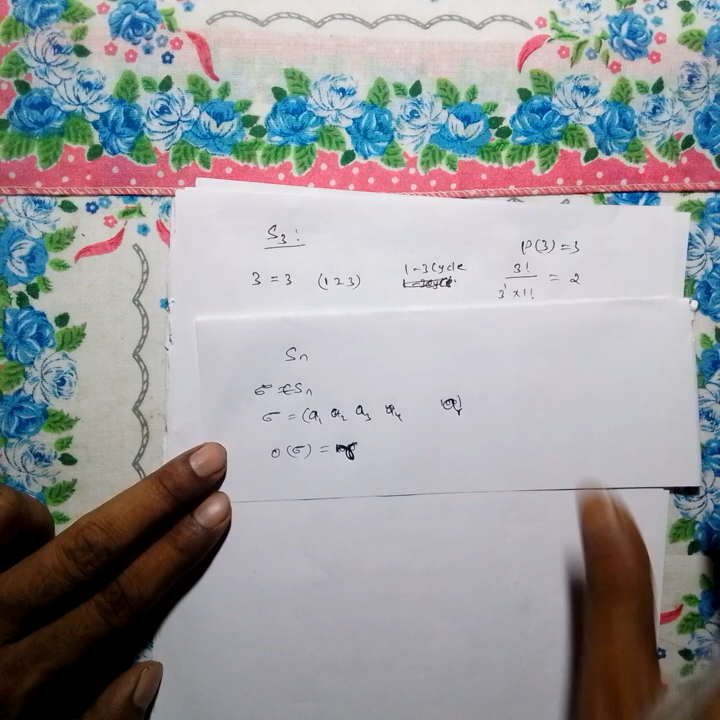 S₃ :
P(3) = 3
3 = 3 (1 2 3) 1 - 3 cycle 3! / 3¹ × 1! = 2
Sₙ
σ ∈ Sₙ
σ = (a₁ a₂ a₃ a₄
O(σ) =